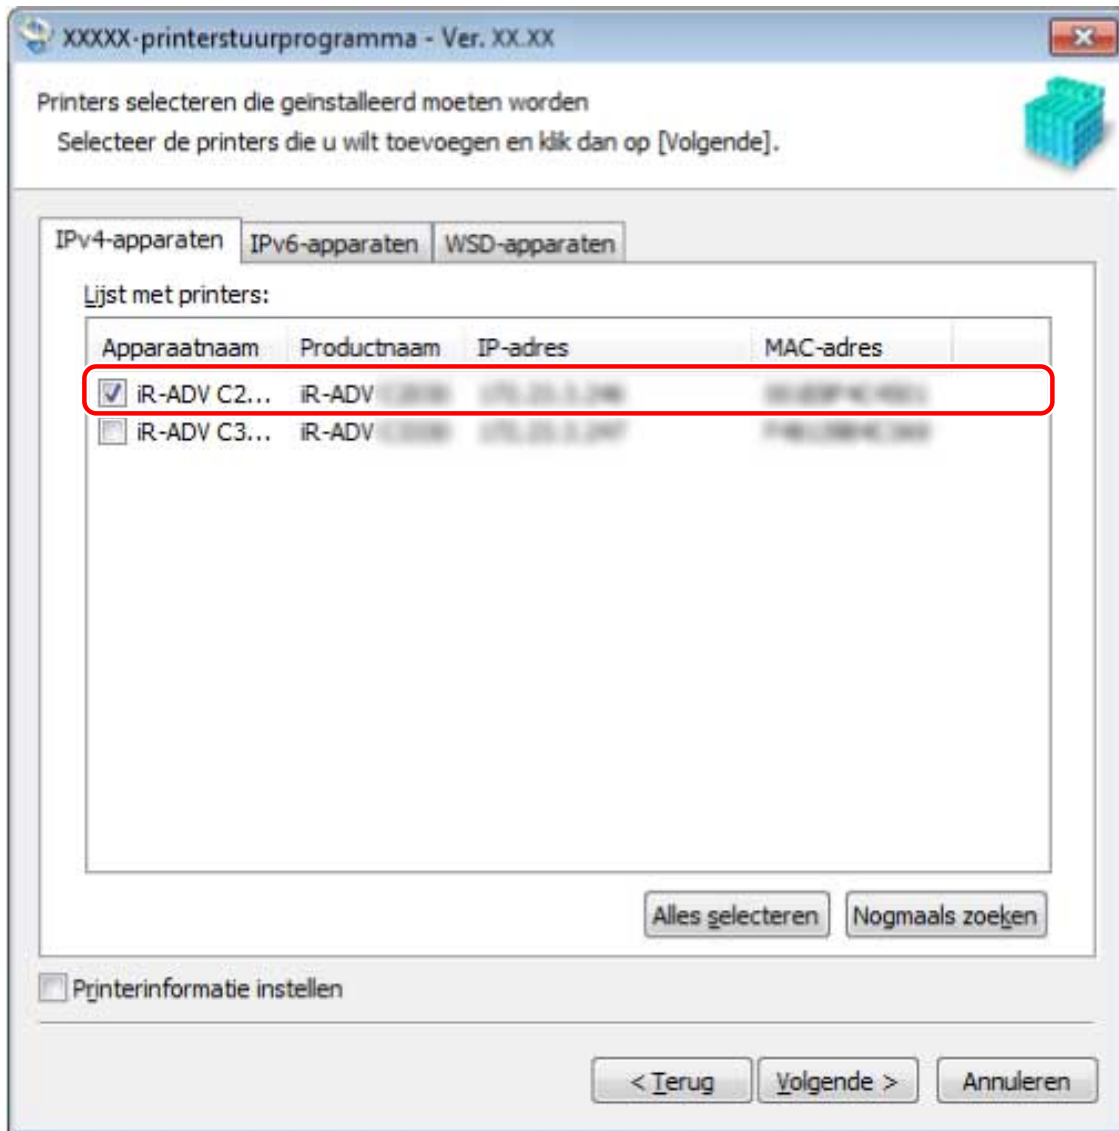 XXXXX-printerstuurprogramma - Ver. XX.XX
Printers selecteren die geïnstalleerd moeten worden
Selecteer de printers die u wilt toevoegen en klik dan op [Volgende].
IPv4-apparaten IPv6-apparaten WSD-apparaten
Lijst met printers:
Apparaatnaam Productnaam IP-adres MAC-adres
iR-ADV C2... iR-ADV
iR-ADV C3... iR-ADV
Alles selecteren Nogmaals zoeken
Printerinformatie instellen
< Terug Volgende > Annuleren